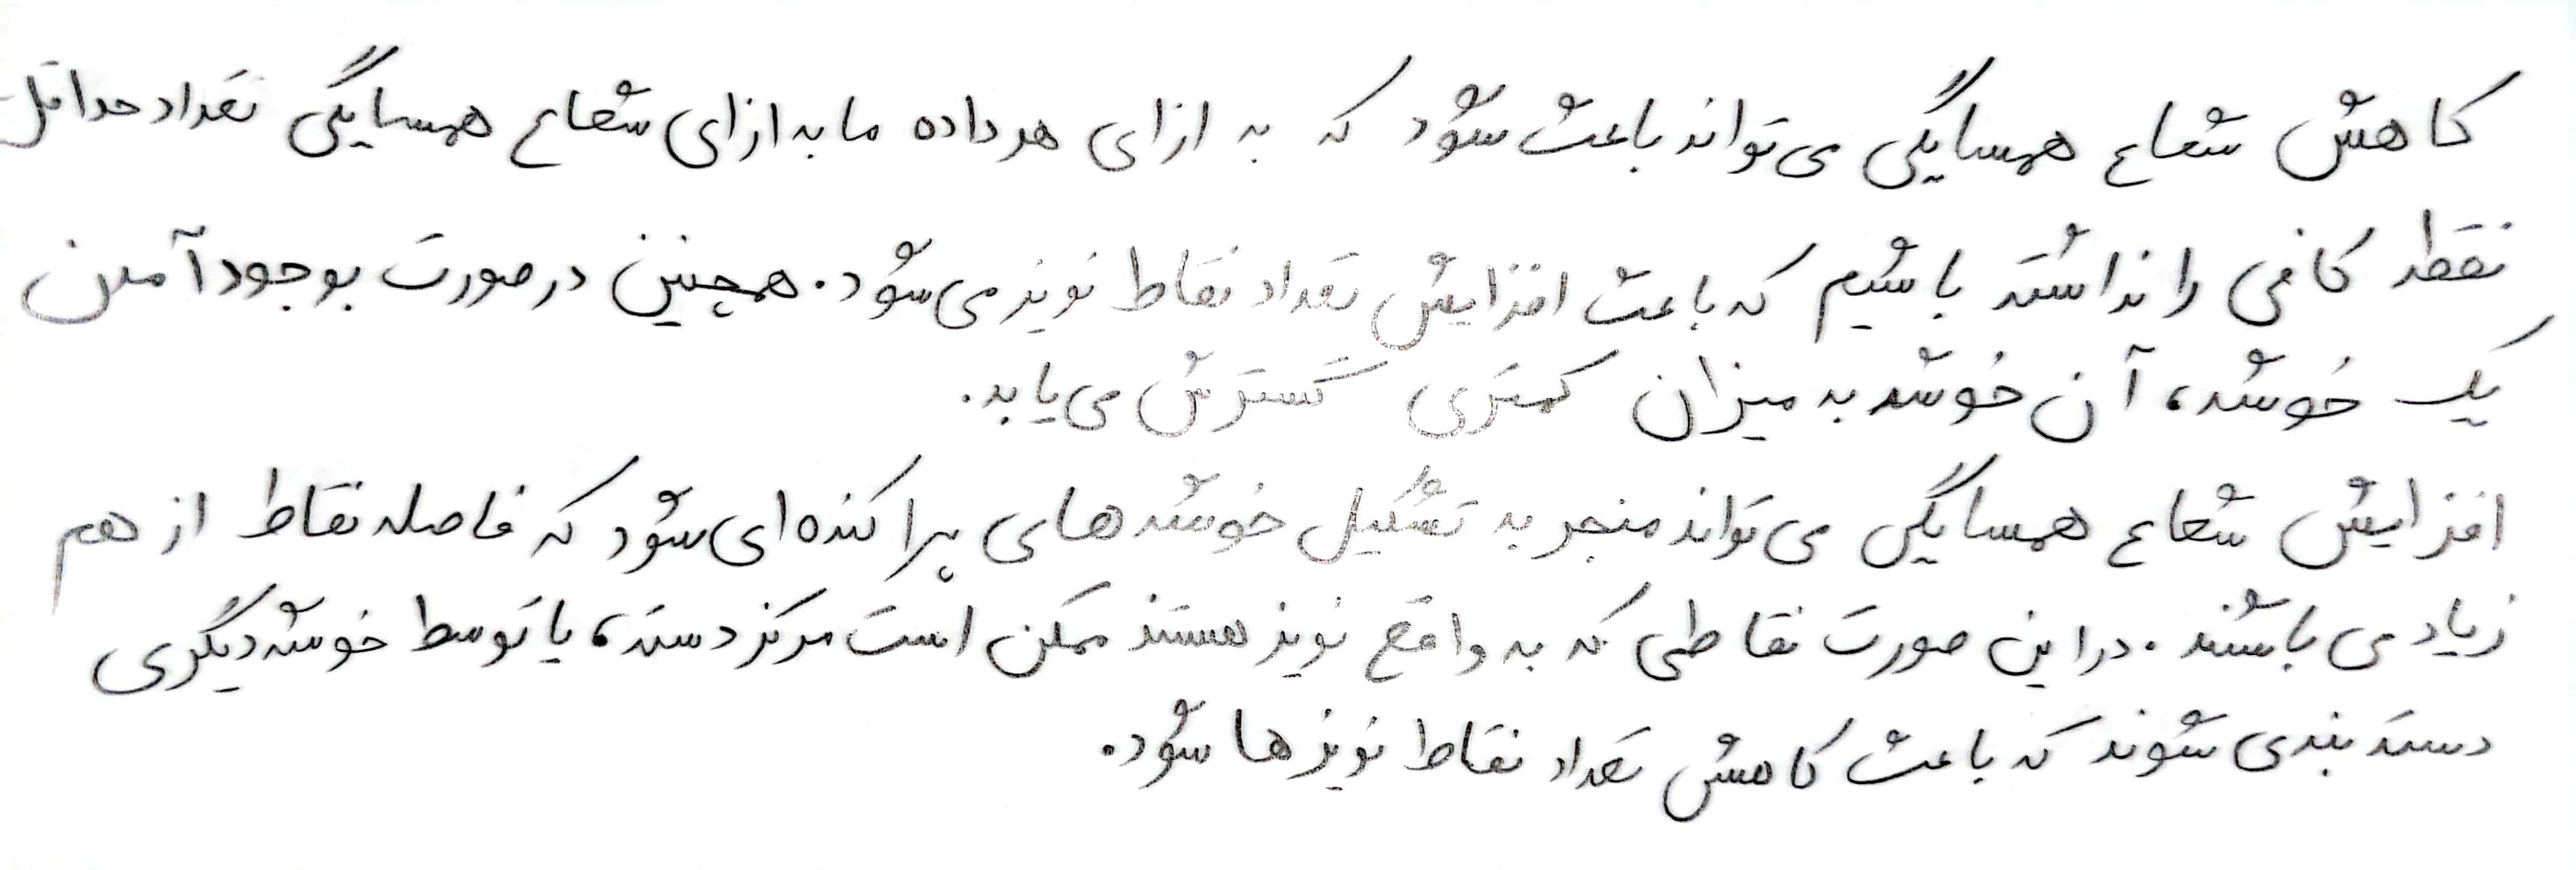 کاهش شعاع همسایگی می‌تواند باعث شود که به ازای هر داده ما به ازای شعاع همسایگی تعداد حداقل
نقطه کافی را نداشته باشیم که باعث افزایش تعداد نقاط نویز می‌شود. همچنین در صورت بوجود آمدن
یک خوشه، آن خوشه به میزان کمتری گسترش می‌یابد.
افزایش شعاع همسایگی می‌تواند منجر به تشکیل خوشه‌های پراکنده‌ای شود که فاصله نقاط از هم
زیادی باشند. در این صورت نقاطی که به واقع نویز هستند ممکن است مرکز دسته، یا توسط خوشه دیگری
دسته بندی شوند که باعث کاهش تعداد نقاط نویزها شود.